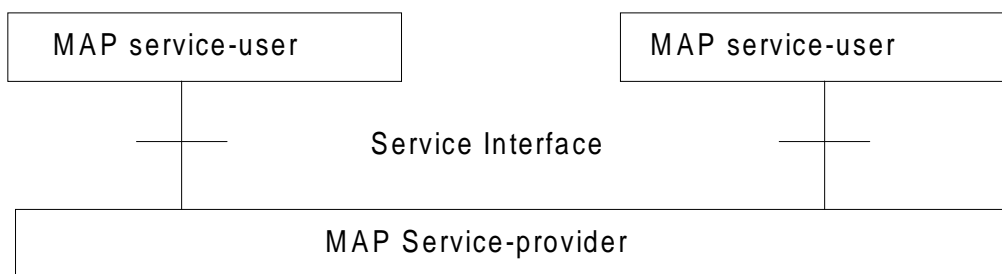 MAP service-user
MAP service-user
Service Interface
MAP Service-provider